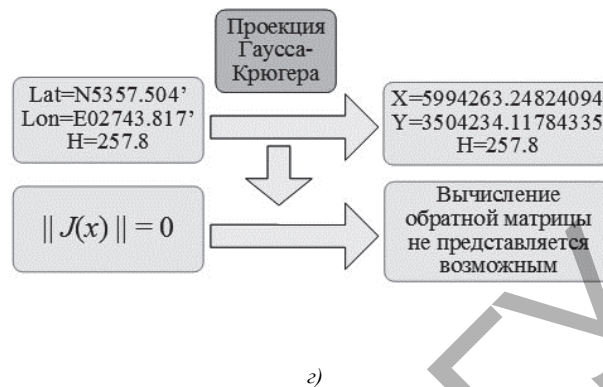 Проекция
Гаусса-
Крюгера
Lat=N5357.504’
Lon=E02743.817’
H=257.8
X=5994263.24824094
Y=3504234.11784335
H=257.8
|| J(x) || = 0
Вычисление
обратной матрицы
не представляется
возможным
г)